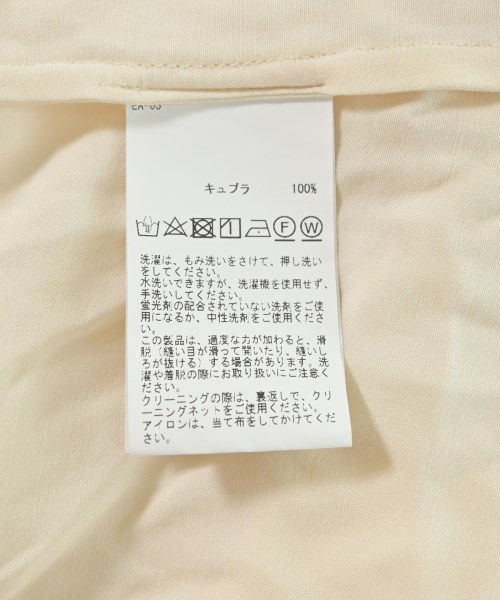 EA-03
キュプラ 100%
F W
洗濯は、もみ洗いをさけて、押し洗い
をしてください。
水洗いできますが、洗濯機を使用せず、
手洗いしてください。
蛍光剤の配合されていない洗剤をご使
用になるか、中性洗剤をご使用くださ
い。
この製品は、過度な力が加わると、滑
脱（縫い目が滑って開いたり、縫いし
ろが抜ける）する場合があります。洗
濯や着脱の際にお取り扱いにご注意く
ださい。
クリーニングの際は、裏返しで、クリ
ーニングネットをご使用ください。
アイロンは、当て布をしてかけてくだ
さい。